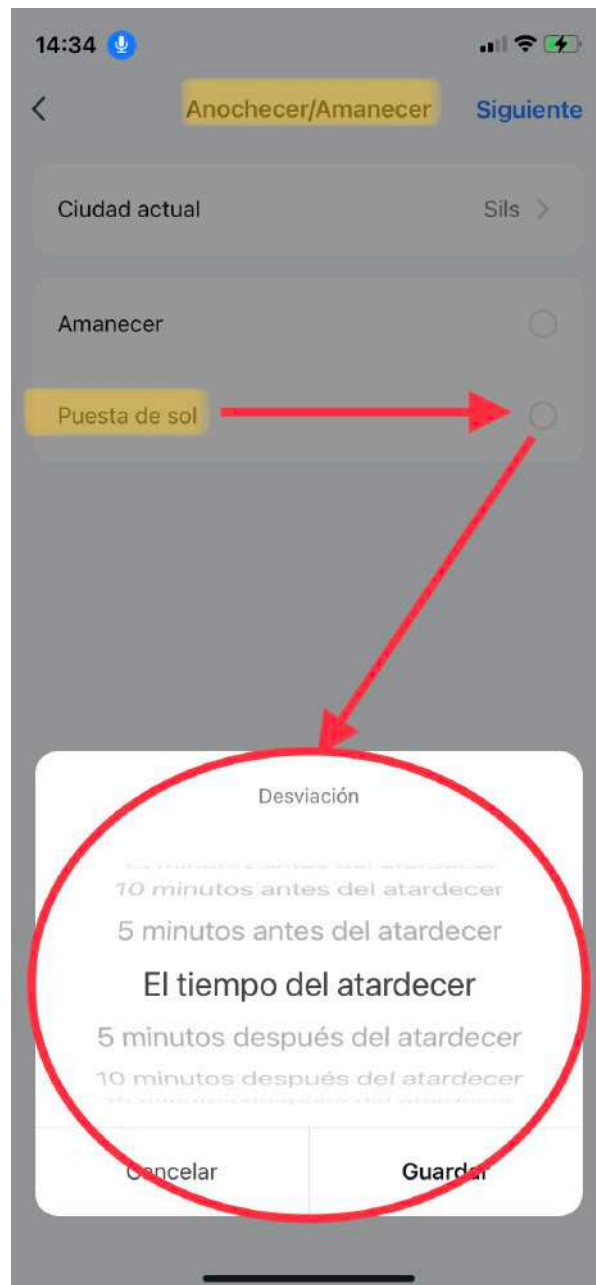 14:34
Anochecer/Amanecer Siguiente
Ciudad actual Sils >
Amanecer
Puesta de sol
Desviación
10 minutos antes del atardecer
5 minutos antes del atardecer
El tiempo del atardecer
5 minutos después del atardecer
10 minutos después del atardecer
Cancelar Guardar